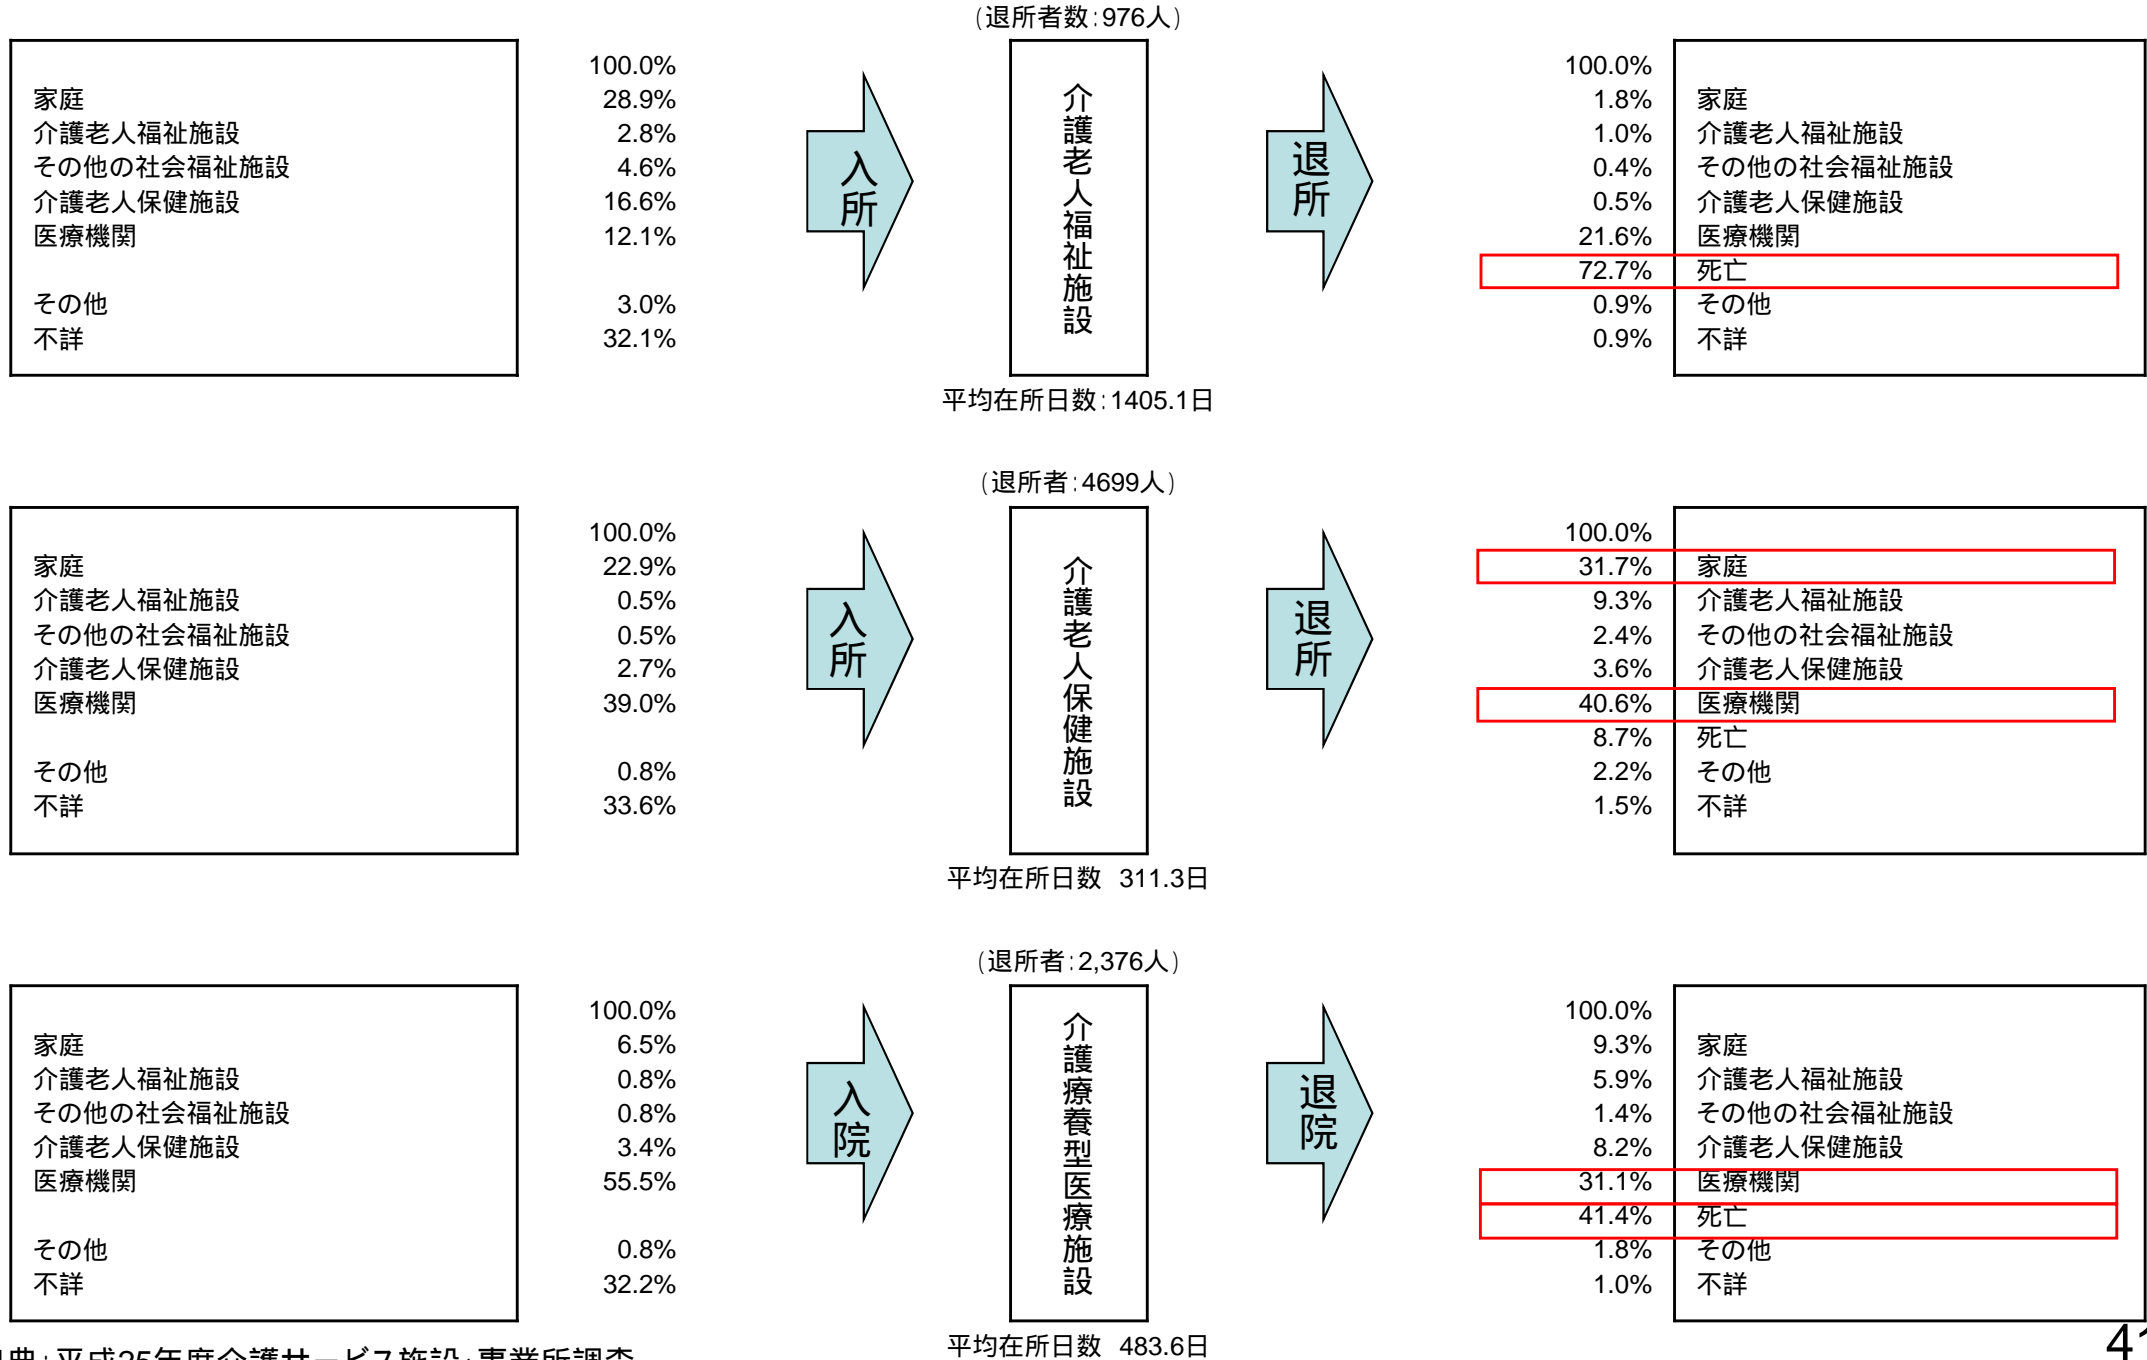 (退所者数:976人)
100.0%
家庭 28.9%
介護老人福祉施設 2.8%
その他の社会福祉施設 4.6%
介護老人保健施設 16.6%
医療機関 12.1%
その他 3.0%
不詳 32.1%
入所
介護老人福祉施設
退所
100.0%
1.8% 家庭
1.0% 介護老人福祉施設
0.4% その他の社会福祉施設
0.5% 介護老人保健施設
21.6% 医療機関
72.7% 死亡
0.9% その他
0.9% 不詳
平均在所日数:1405.1日
(退所者:4699人)
100.0%
家庭 22.9%
介護老人福祉施設 0.5%
その他の社会福祉施設 0.5%
介護老人保健施設 2.7%
医療機関 39.0%
その他 0.8%
不詳 33.6%
入所
介護老人保健施設
退所
100.0%
31.7% 家庭
9.3% 介護老人福祉施設
2.4% その他の社会福祉施設
3.6% 介護老人保健施設
40.6% 医療機関
8.7% 死亡
2.2% その他
1.5% 不詳
平均在所日数 311.3日
(退所者:2,376人)
100.0%
家庭 6.5%
介護老人福祉施設 0.8%
その他の社会福祉施設 0.8%
介護老人保健施設 3.4%
医療機関 55.5%
その他 0.8%
不詳 32.2%
入院
介護療養型医療施設
退院
100.0%
9.3% 家庭
5.9% 介護老人福祉施設
1.4% その他の社会福祉施設
8.2% 介護老人保健施設
31.1% 医療機関
41.4% 死亡
1.8% その他
1.0% 不詳
平均在所日数 483.6日
典:平成25年度介護サービス施設・事業所調査
41